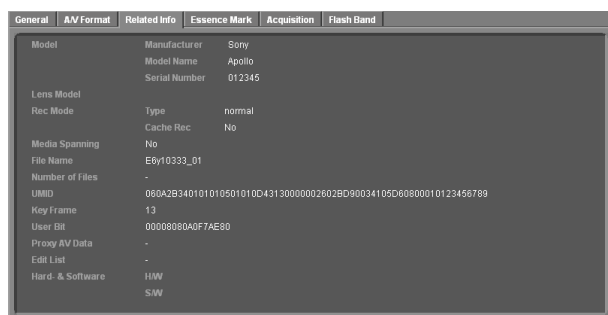 General A/V Format Related Info Essence Mark Acquisition Flash Band
Model Manufacturer Sony
Model Name Apollo
Serial Number 012345
Lens Model
Rec Mode Type normal
Cache Rec No
Media Spanning No
File Name E6y10333_01
Number of Files -
UMID 060A2B340101010501010D43130000002602BD90034105D60800010123456789
Key Frame 13
User Bit 00008080A0F7AE80
Proxy AV Data -
Edit List -
Hard- & Software H/W
S/W